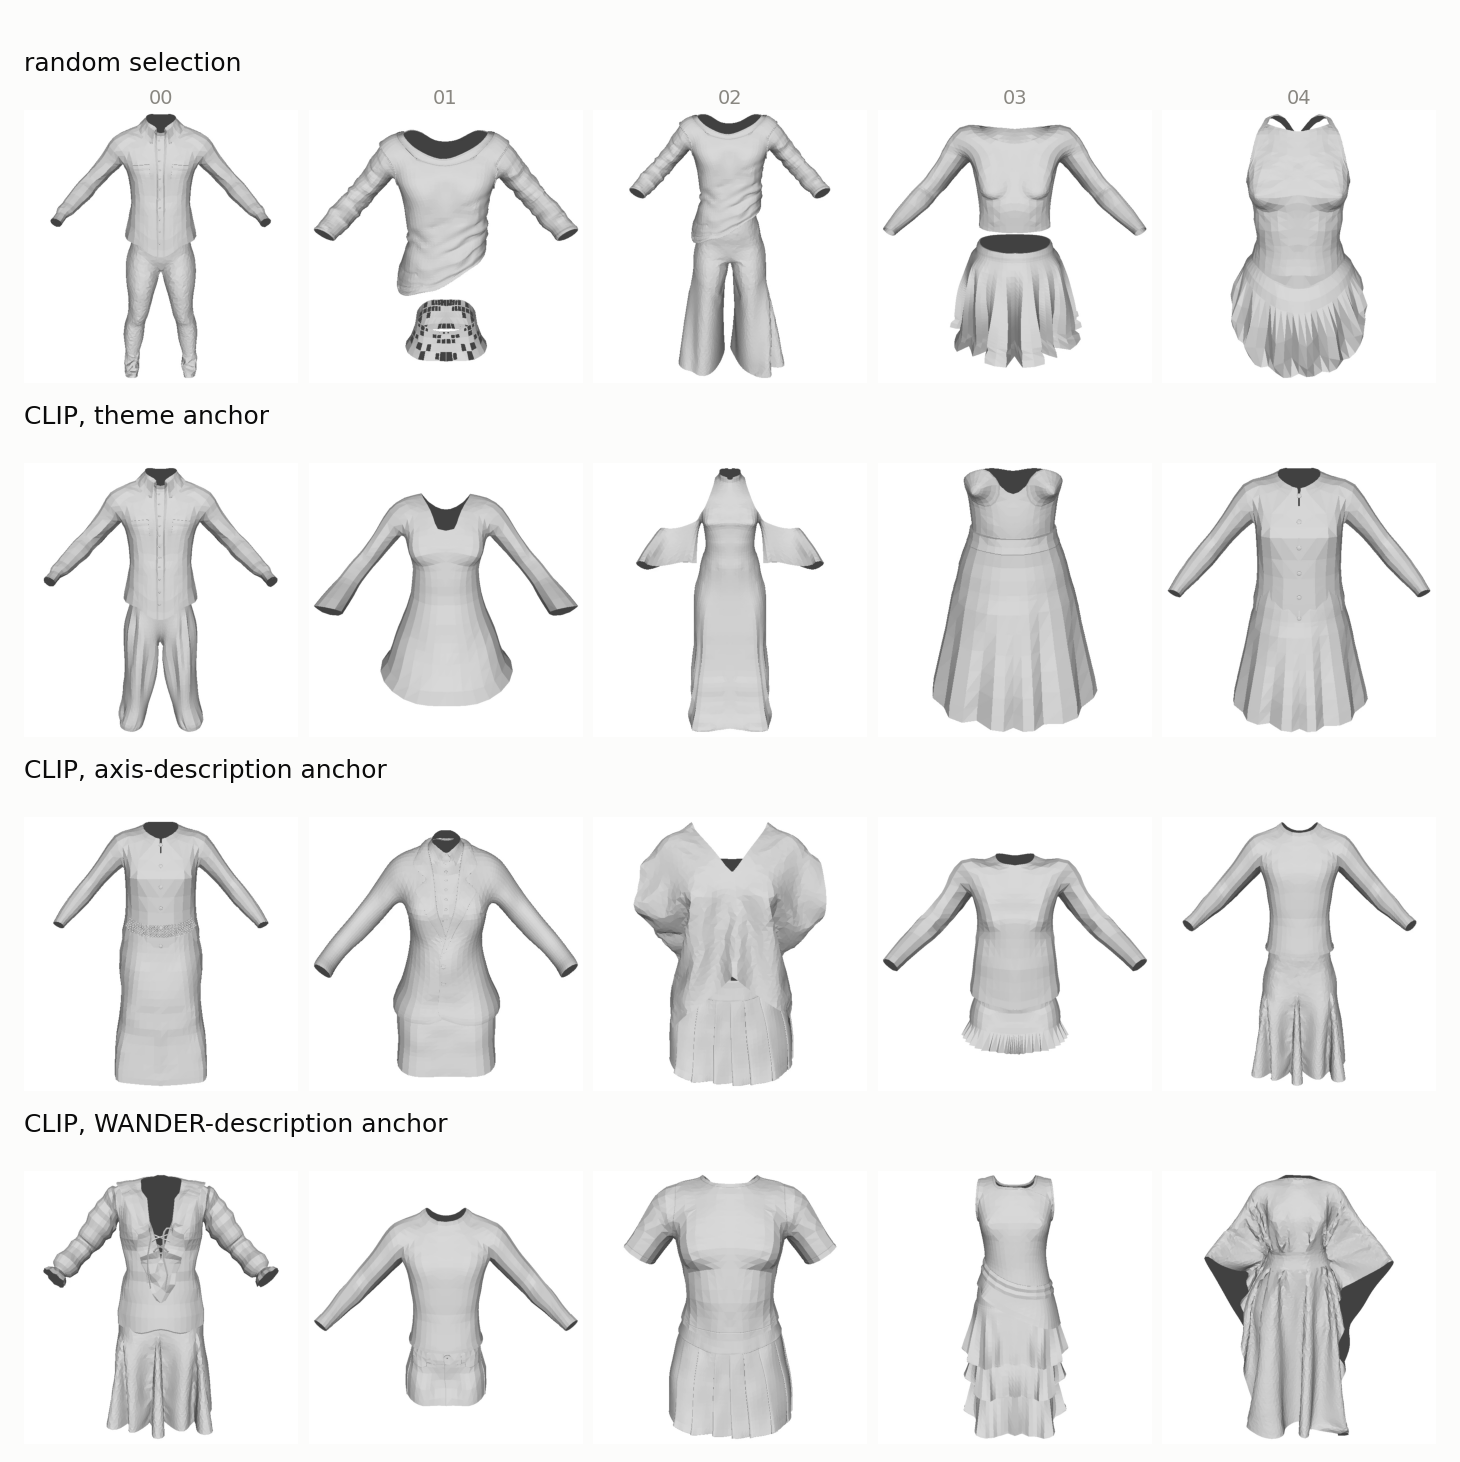 random selection
00 01 02 03 04
CLIP, theme anchor
CLIP, axis-description anchor
CLIP, WANDER-description anchor